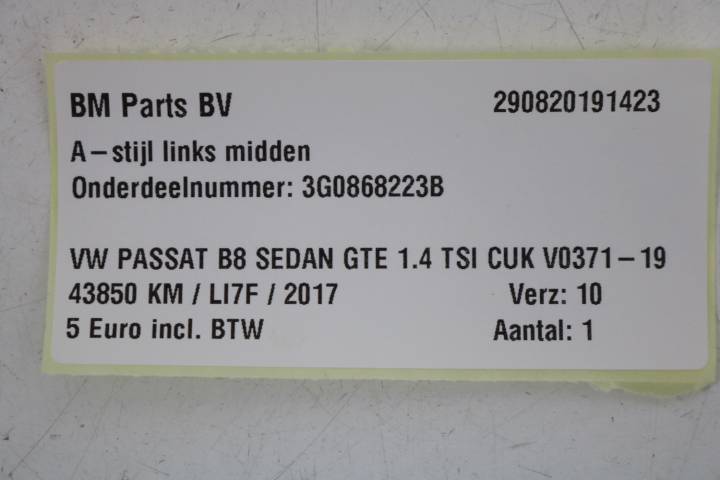 BM Parts BV 290820191423
A-stijl links midden
Onderdeelnummer: 3G0868223B
VW PASSAT B8 SEDAN GTE 1.4 TSI CUK V0371-19
43850 KM / LI7F / 2017 Verz: 10
5 Euro incl. BTW Aantal: 1